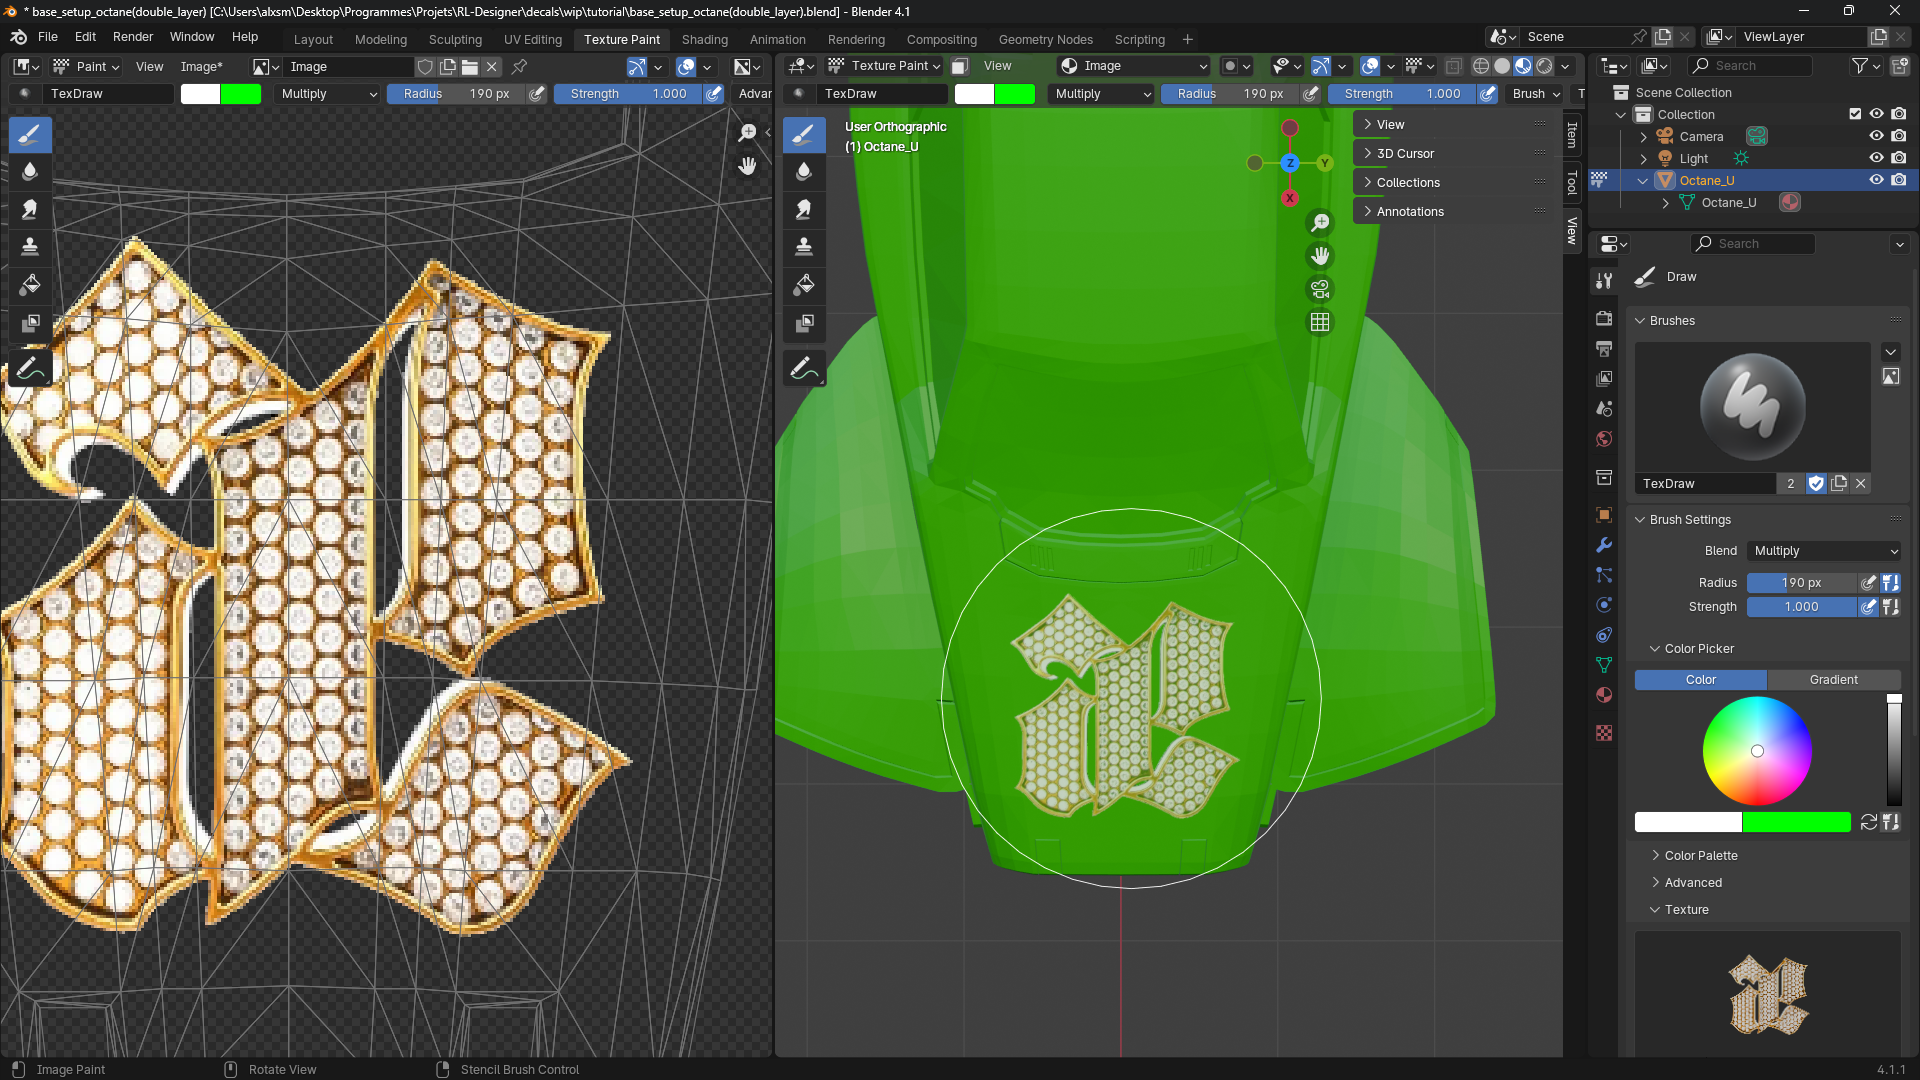 * base_setup_octane(double_layer) [C:\Users\alxsm\Desktop\Programmes\Projets\RL-Designer\decals\wip\tutorial\base_setup_octane(double_layer).blend] - Blender 4.1
File Edit Render Window Help Layout Modeling Sculpting UV Editing Texture Paint Shading Animation Rendering Compositing Geometry Nodes Scripting + Scene ViewLayer
Paint View Image* Image
TexDraw Multiply Radius 190 px Strength 1.000 Advar
Texture Paint View Image
TexDraw Multiply Radius 190 px Strength 1.000 Brush T
User Orthographic
(1) Octane_U
Z Y X
View
3D Cursor
Collections
Annotations
Item
Tool
View
Search
Scene Collection
Collection
Camera
Light
Octane_U
Octane_U
Search
Draw
Brushes
TexDraw 2
Brush Settings
Blend Multiply
Radius 190 px
Strength 1.000
Color Picker
Color Gradient
Color Palette
Advanced
Texture
Image Paint Rotate View Stencil Brush Control 4.1.1